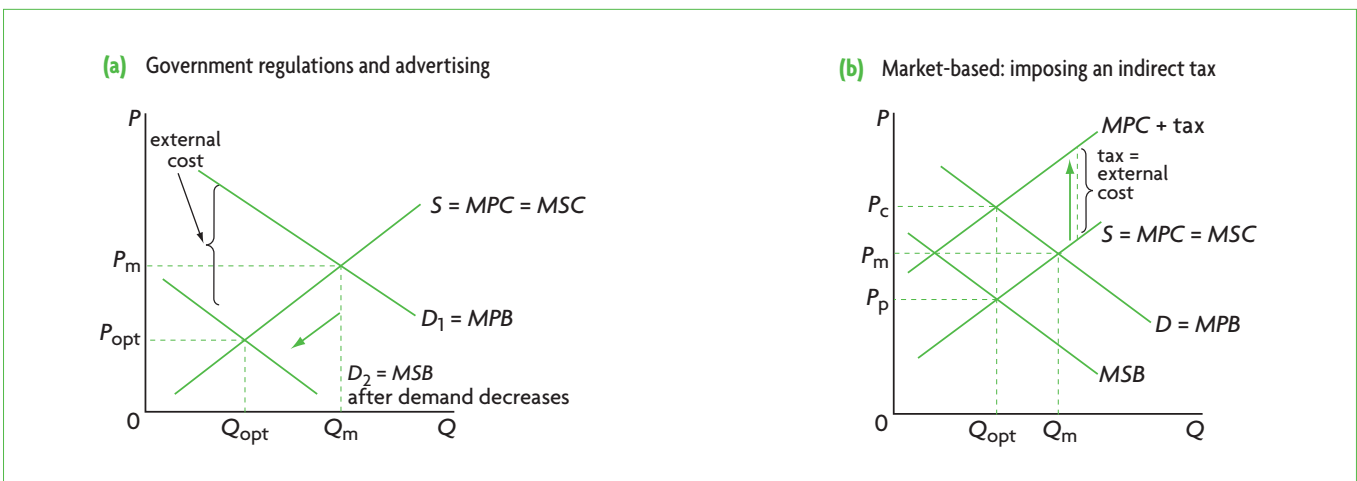 (a) Government regulations and advertising
P
external
cost
S = MPC = MSC
Pm
D1 = MPB
Popt
D2 = MSB
after demand decreases
0
Qopt
Qm
Q
(b) Market-based: imposing an indirect tax
P
MPC + tax
tax =
external
cost
Pc
S = MPC = MSC
Pm
Pp
D = MPB
MSB
0
Qopt
Qm
Q